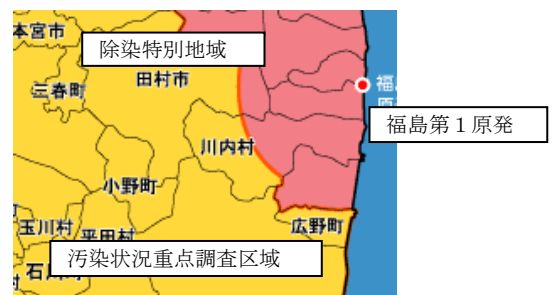 本宮市
除染特別地域
田村市
三春町
福島
原
福島第１原発
川内村
小野町
玉川村
平田村
広野町
汚染状況重点調査区域
石
村